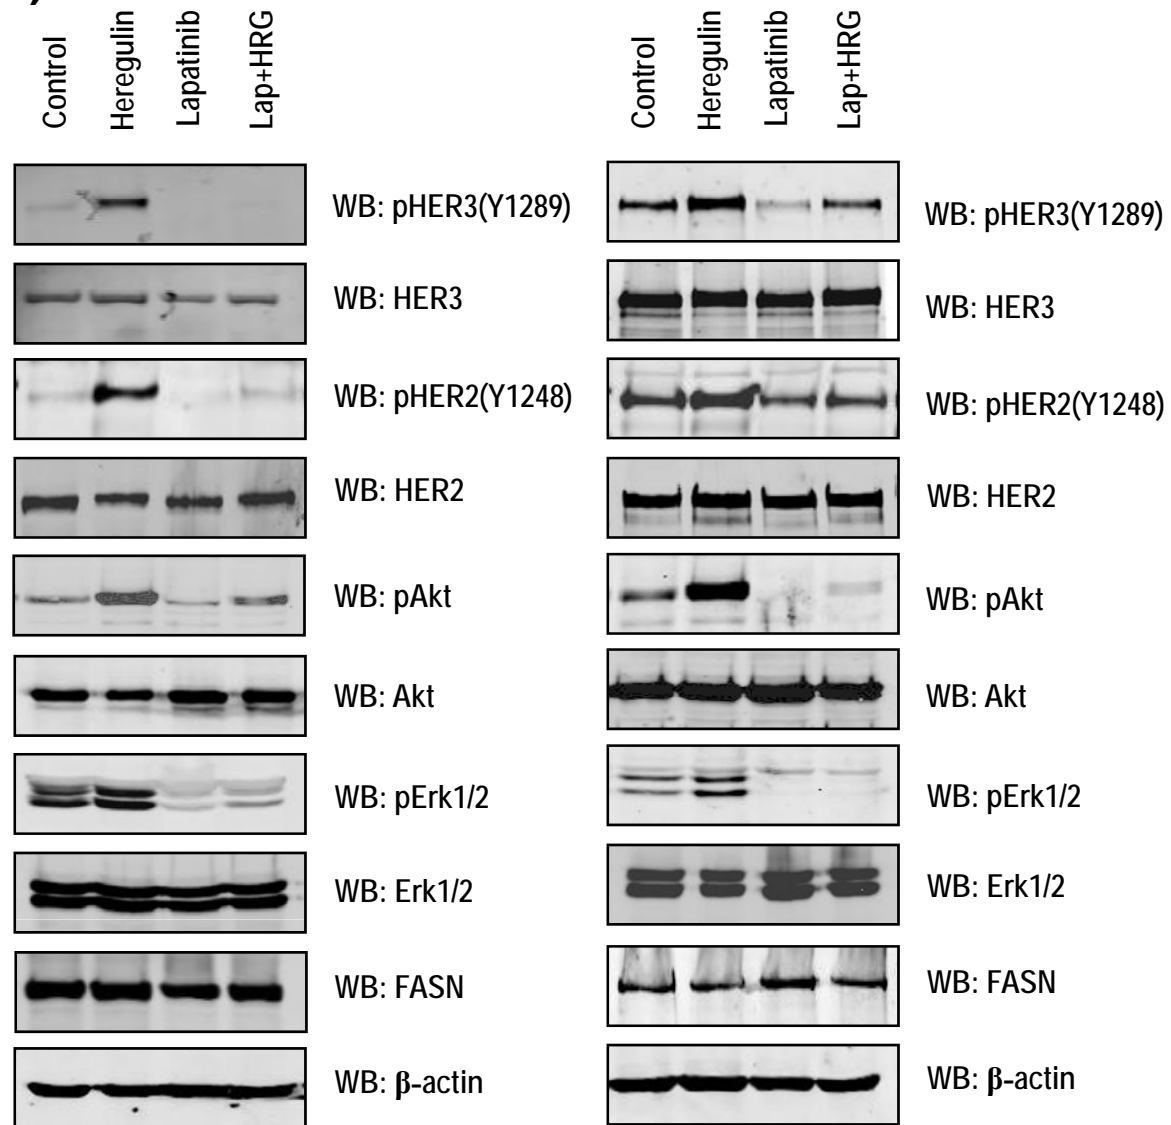 Control
Heregulin
Lapatinib
Lap+HRG
WB: pHER3(Y1289)
WB: HER3
WB: pHER2(Y1248)
WB: HER2
WB: pAkt
WB: Akt
WB: pErk1/2
WB: Erk1/2
WB: FASN
WB: β-actin
Control
Heregulin
Lapatinib
Lap+HRG
WB: pHER3(Y1289)
WB: HER3
WB: pHER2(Y1248)
WB: HER2
WB: pAkt
WB: Akt
WB: pErk1/2
WB: Erk1/2
WB: FASN
WB: β-actin